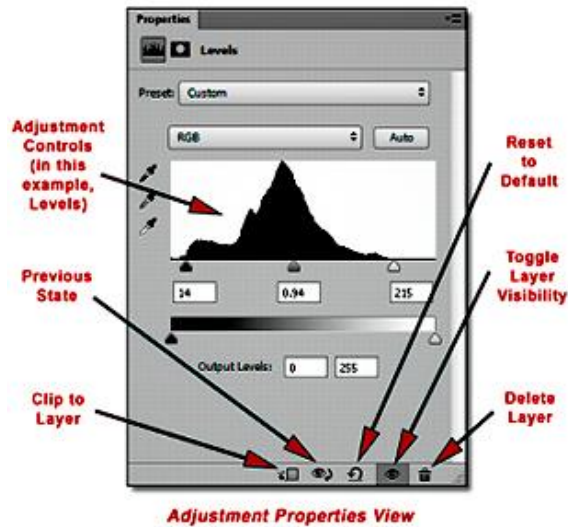 Properties
Levels
Preset: Custom
RGB
Auto
Adjustment
Controls
(in this
example,
Levels)
Reset
to
Default
Previous
State
Toggle
Layer
Visibility
14
0.94
215
Output Levels: 0 255
Clip to
Layer
Delete
Layer
Adjustment Properties View